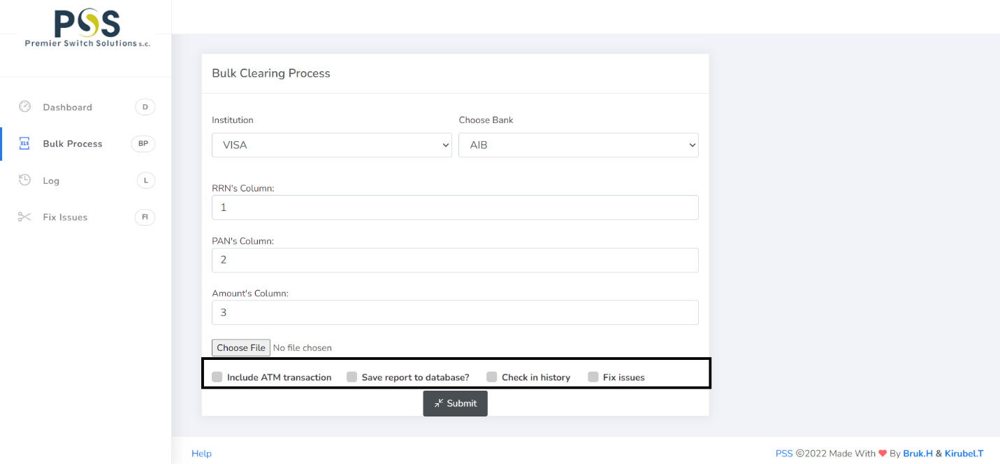 PSS
Premier Switch Solutions s.c.
Dashboard D
Bulk Process BP
Log L
Fix Issues FI
Bulk Clearing Process
Institution Choose Bank
VISA AIB
RRN's Column:
1
PAN's Column:
2
Amount's Column:
3
Choose File No file chosen
Include ATM transaction Save report to database? Check in history Fix issues
Submit
Help PSS ©2022 Made With ❤ By Bruk.H & Kirubel.T
XLS